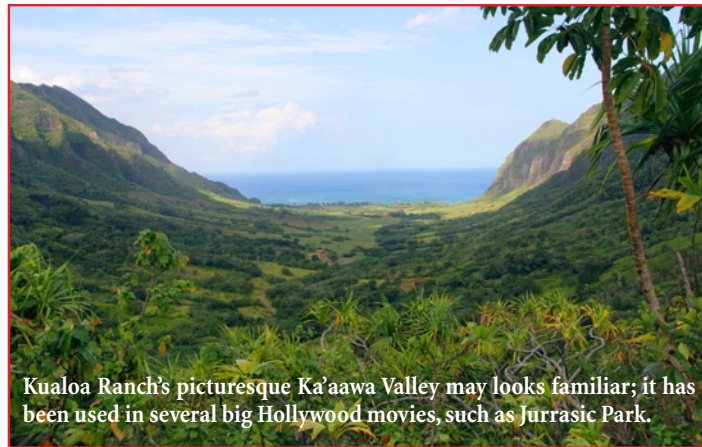 Kualoa Ranch's picturesque Ka'aawa Valley may looks familiar; it has
been used in several big Hollywood movies, such as Jurrasic Park.